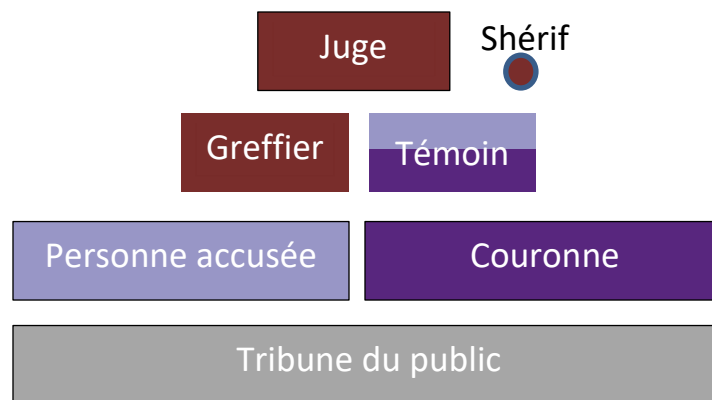 Juge
Shérif
Greffier
Témoin
Personne accusée
Couronne
Tribune du public